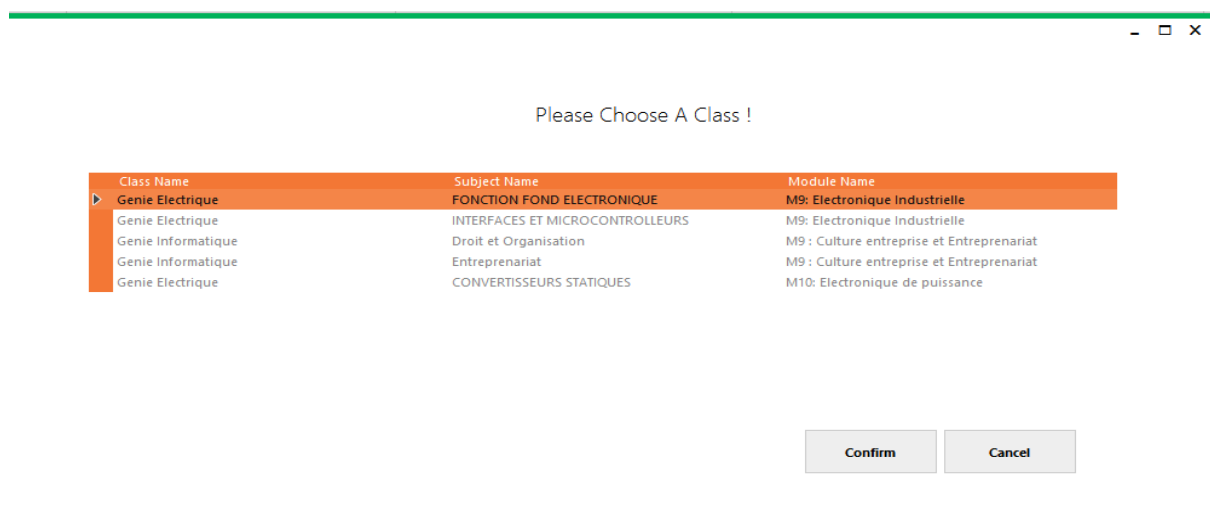 Please Choose A Class !
Class Name Subject Name Module Name
Genie Electrique FONCTION FOND ELECTRONIQUE M9: Electronique Industrielle
Genie Electrique INTERFACES ET MICROCONTROLLEURS M9: Electronique Industrielle
Genie Informatique Droit et Organisation M9 : Culture entreprise et Entreprenariat
Genie Informatique Entreprenariat M9 : Culture entreprise et Entreprenariat
Genie Electrique CONVERTISSEURS STATIQUES M10: Electronique de puissance
Confirm Cancel